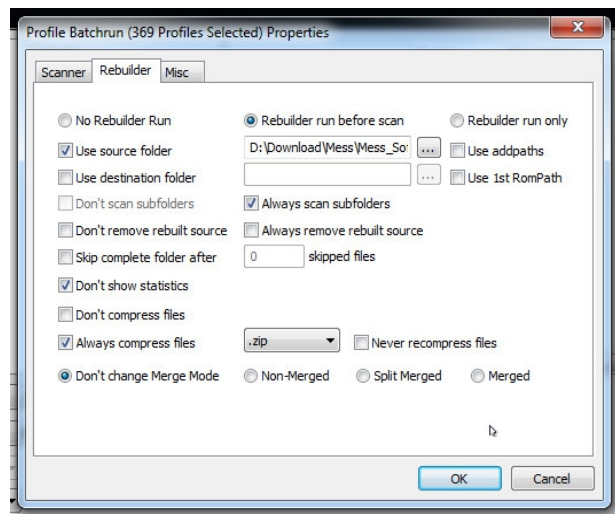 Profile Batchrun (369 Profiles Selected) Properties
Scanner Rebuilder Misc
No Rebuilder Run Rebuilder run before scan Rebuilder run only
Use source folder D:\Download\Mess\Mess_So ... Use addpaths
Use destination folder ... Use 1st RomPath
Don't scan subfolders Always scan subfolders
Don't remove rebuilt source Always remove rebuilt source
Skip complete folder after 0 skipped files
Don't show statistics
Don't compress files
Always compress files .zip Never recompress files
Don't change Merge Mode Non-Merged Split Merged Merged
OK Cancel